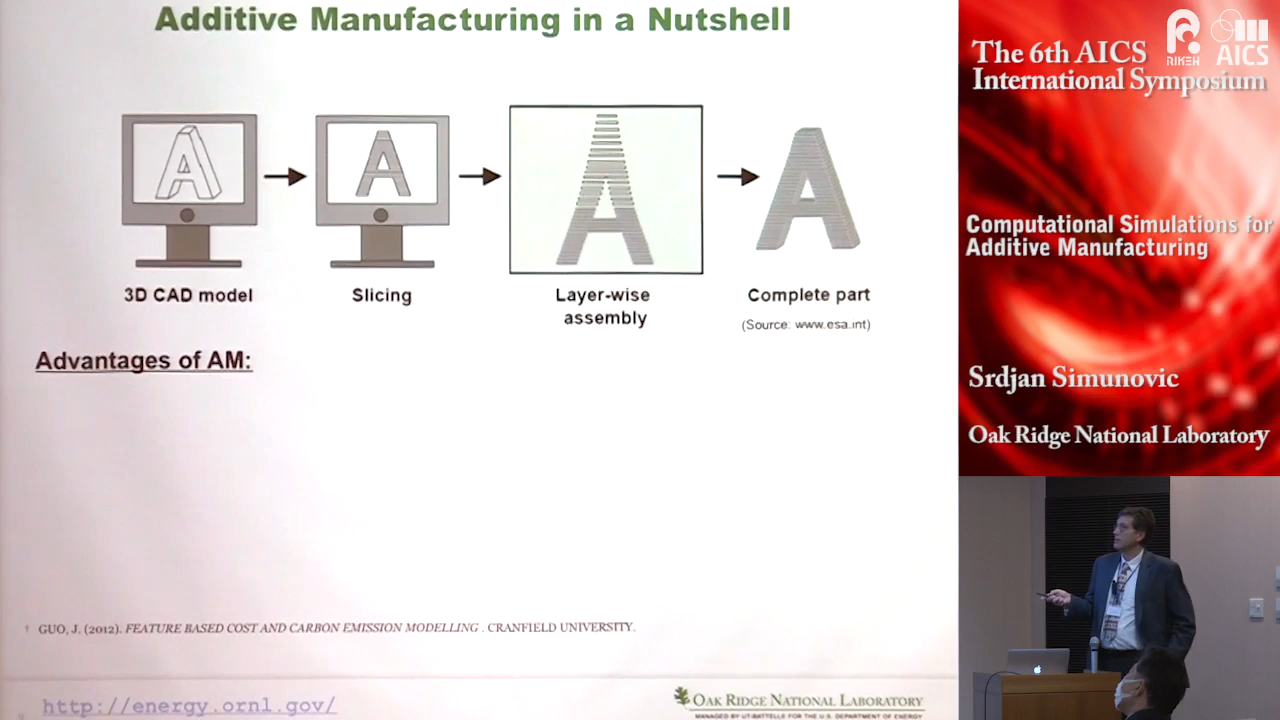 Additive Manufacturing in a Nutshell
A
A
A
A
3D CAD model
Slicing
Layer-wise
assembly
Complete part
(Source: www.esa.int)
Advantages of AM:
† GUO, J. (2012). FEATURE BASED COST AND CARBON EMISSION MODELLING . CRANFIELD UNIVERSITY.
http://energy.ornl.gov/
OAK RIDGE NATIONAL LABORATORY
MANAGED BY UT-BATTELLE FOR THE U.S. DEPARTMENT OF ENERGY
RIKEN
AICS
The 6th AICS
International Symposium
Computational Simulations for
Additive Manufacturing
Srdjan Simunovic
Oak Ridge National Laboratory